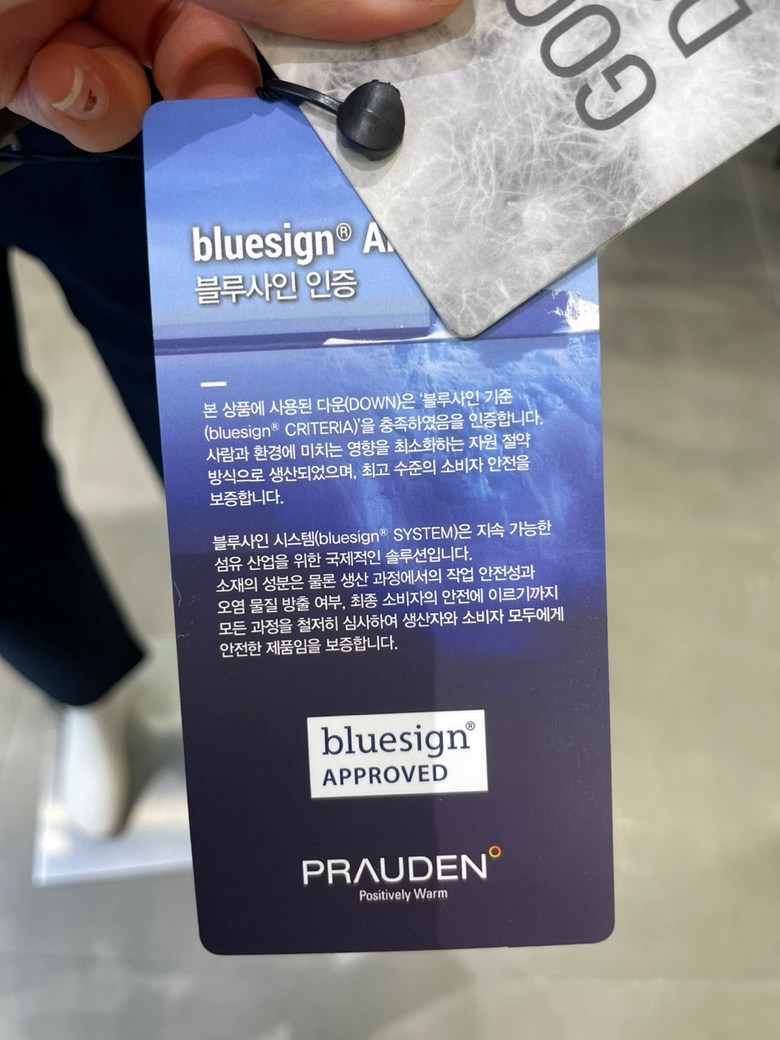 GOO
D
bluesign®
블루사인 인증
본 상품에 사용된 다운(DOWN)은 '블루사인 기준
(bluesign® CRITERIA)'을 충족하였음을 인증합니다.
사람과 환경에 미치는 영향을 최소화하는 자원 절약
방식으로 생산되었으며, 최고 수준의 소비자 안전을
보증합니다.
블루사인 시스템(bluesign® SYSTEM)은 지속 가능한
섬유 산업을 위한 국제적인 솔루션입니다.
소재의 성분은 물론 생산 과정에서의 작업 안전성과
오염 물질 방출 여부, 최종 소비자의 안전에 이르기까지
모든 과정을 철저히 심사하여 생산자와 소비자 모두에게
안전한 제품임을 보증합니다.
bluesign®
APPROVED
PRAUDEN
Positively Warm